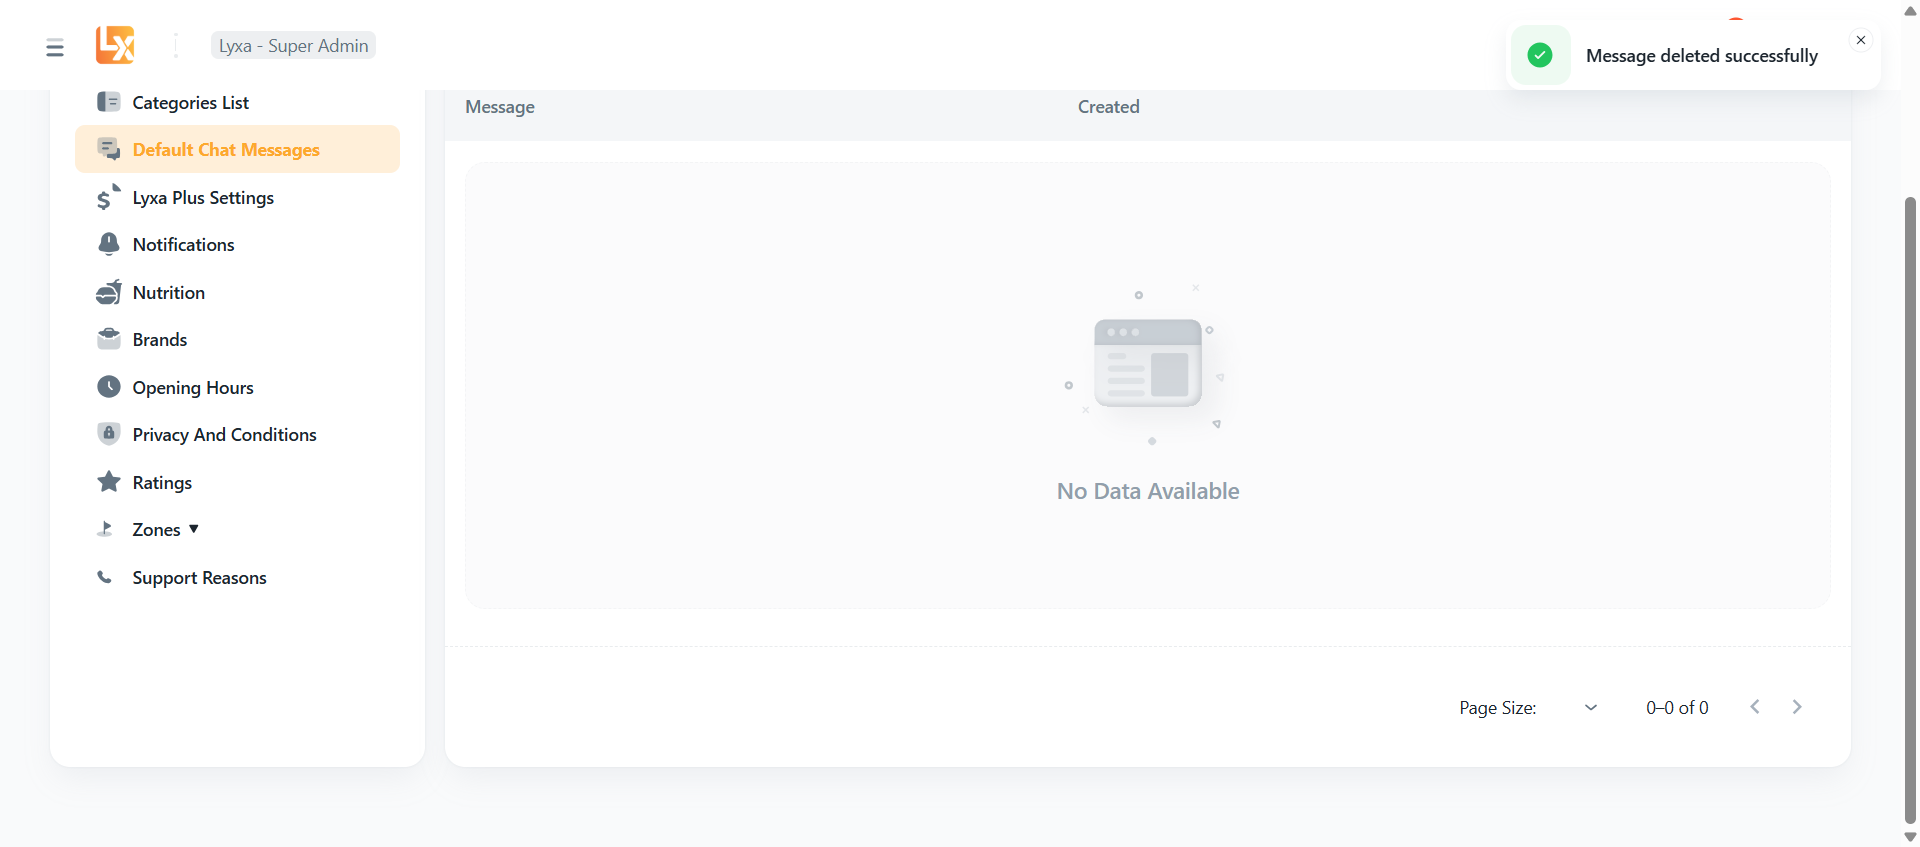 LX
Lyxa - Super Admin
Message deleted successfully
Categories List
Default Chat Messages
Lyxa Plus Settings
Notifications
Nutrition
Brands
Opening Hours
Privacy And Conditions
Ratings
Zones
Support Reasons
Message
Created
No Data Available
Page Size:
0–0 of 0